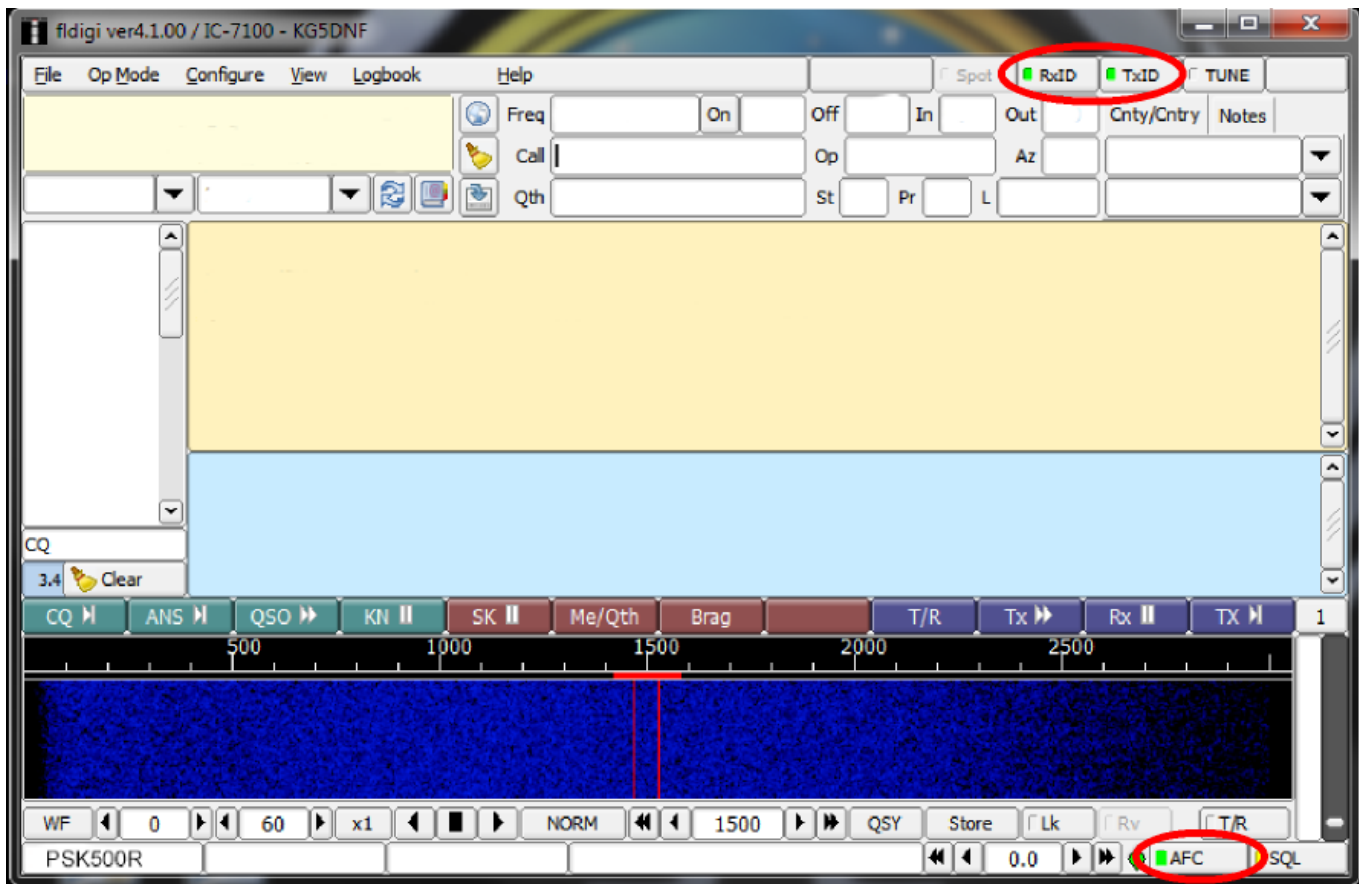 fldigi ver4.1.00 / IC-7100 - KG5DNF
File Op Mode Configure View Logbook Help Spot RxID TxID TUNE
Freq On Off In Out Cnty/Cntry Notes
Call Op Az
Qth St Pr L
CQ
3.4 Clear
CQ ANS QSO KN SK Me/Qth Brag T/R Tx Rx TX 1
500 1000 1500 2000 2500
WF 0 60 x1 NORM 1500 QSY Store Lk Rv T/R
PSK500R 0.0 AFC SQL